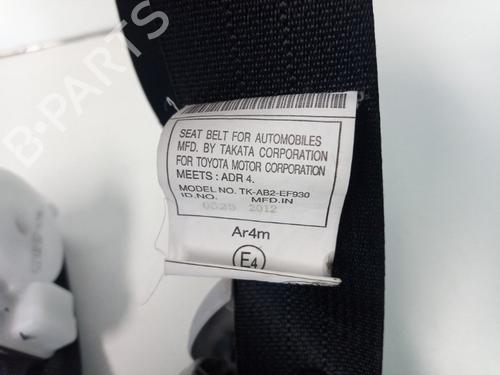 SEAT BELT FOR AUTOMOBILES
MFD. BY TAKATA CORPORATION
FOR TOYOTA MOTOR CORPORATION
MEETS : ADR 4.
MODEL NO. TK-AB2-EF930
ID.NO. MFD.IN
0525 2012
Ar4m
E4
B-PARTS